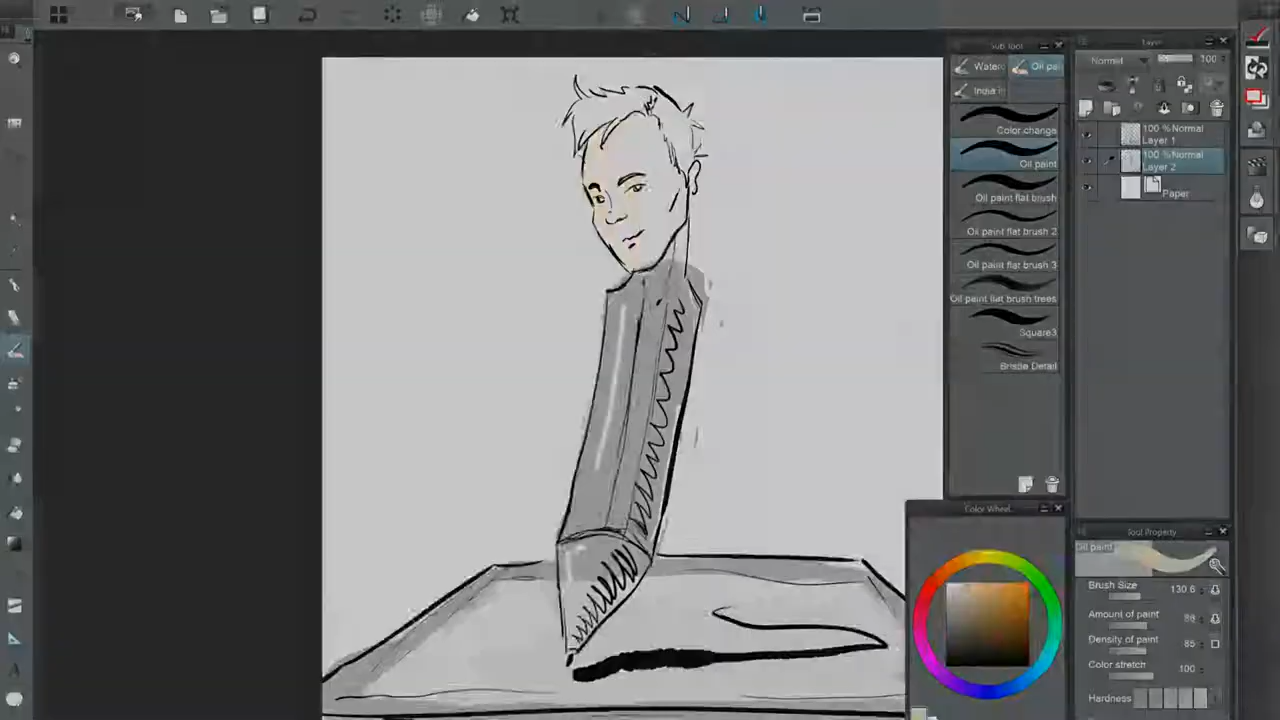 Sub Tool
Waterc
Oil pa
India in
Color change
Oil paint
Oil paint flat brush
Oil paint flat brush 2
Oil paint flat brush 3
Oil paint flat brush trees
Square3
Bristle Detail
Layer
Normal
100
100 % Normal
Layer 1
100 % Normal
Layer 2
Paper
Color Wheel
Tool Property
Oil paint
Brush Size
130.6
Amount of paint
Density of paint
85
Color stretch
100
Hardness